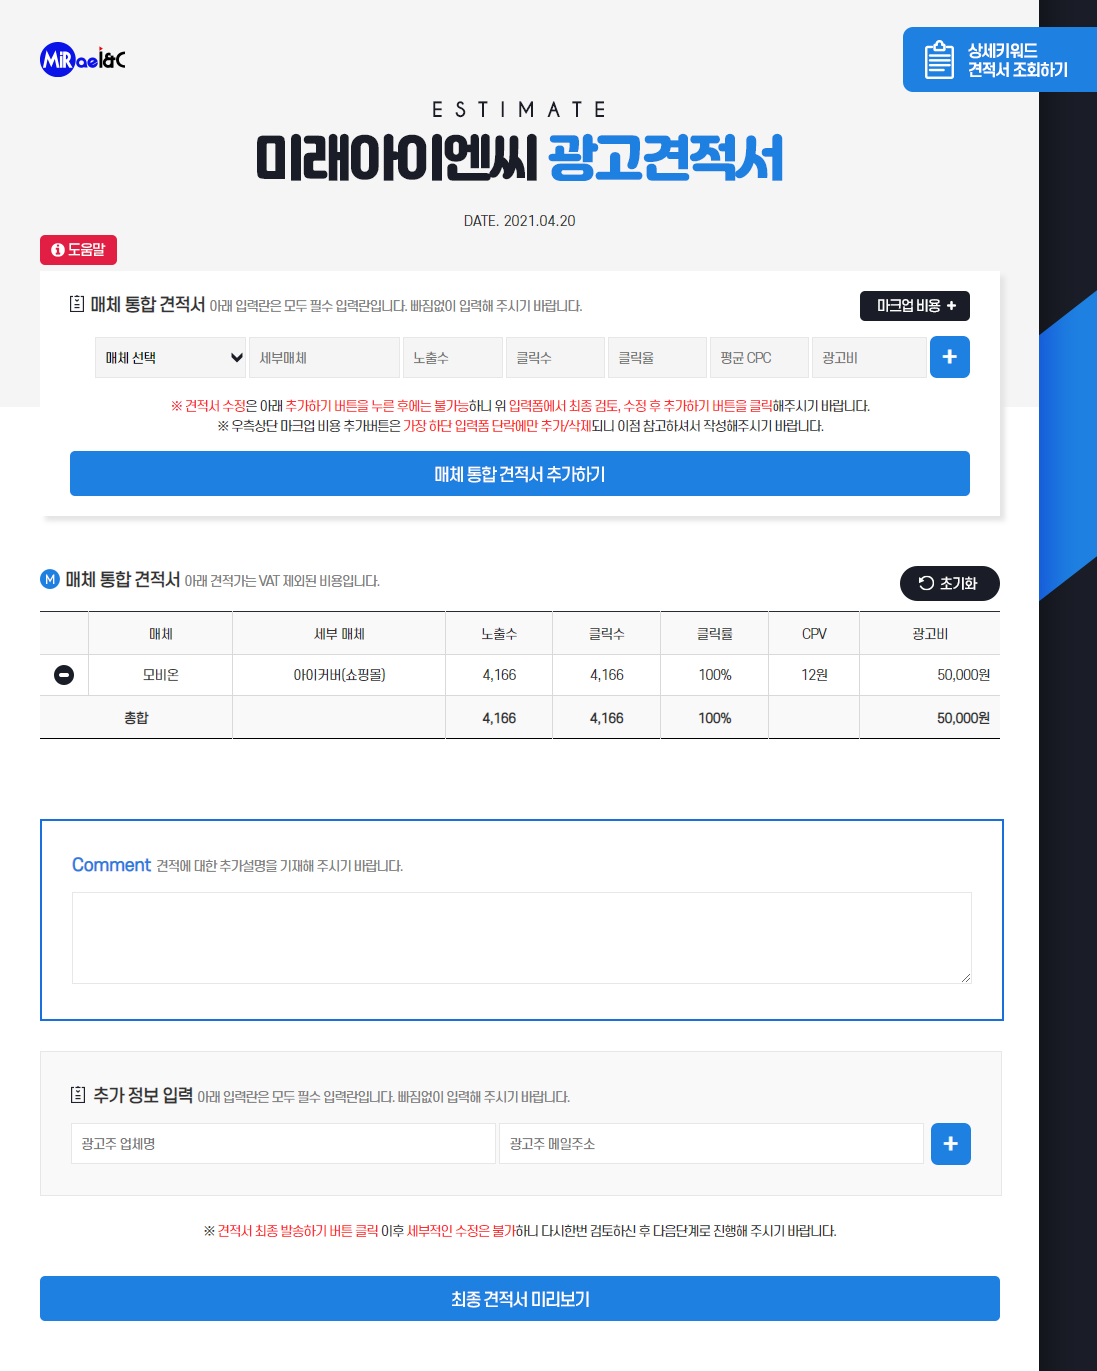 MiRae i&C
상세키워드
견적서 조회하기
ESTIMATE
미래아이엔씨 광고견적서
DATE. 2021.04.20
도움말
매체 통합 견적서 아래 입력란은 모두 필수 입력란입니다. 빠짐없이 입력해 주시기 바랍니다.
마크업 비용 +
매체 선택 세부매체 노출수 클릭수 클릭율 평균 CPC 광고비 +
※ 견적서 수정은 아래 추가하기 버튼을 누른 후에는 불가능하니 위 입력폼에서 최종 검토, 수정 후 추가하기 버튼을 클릭해주시기 바랍니다.
※ 우측상단 마크업 비용 추가버튼은 가장 하단 입력폼 단락에만 추가/삭제되니 이점 참고하셔서 작성해주시기 바랍니다.
매체 통합 견적서 추가하기
M 매체 통합 견적서 아래 견적가는 VAT 제외된 비용입니다.
초기화
매체 세부 매체 노출수 클릭수 클릭률 CPV 광고비
모비온 아이커버(쇼핑몰) 4,166 4,166 100% 12원 50,000원
총합 4,166 4,166 100% 50,000원
Comment 견적에 대한 추가설명을 기재해 주시기 바랍니다.
추가 정보 입력 아래 입력란은 모두 필수 입력란입니다. 빠짐없이 입력해 주시기 바랍니다.
광고주 업체명 광고주 메일주소 +
※ 견적서 최종 발송하기 버튼 클릭 이후 세부적인 수정은 불가하니 다시한번 검토하신 후 다음단계로 진행해 주시기 바랍니다.
최종 견적서 미리보기